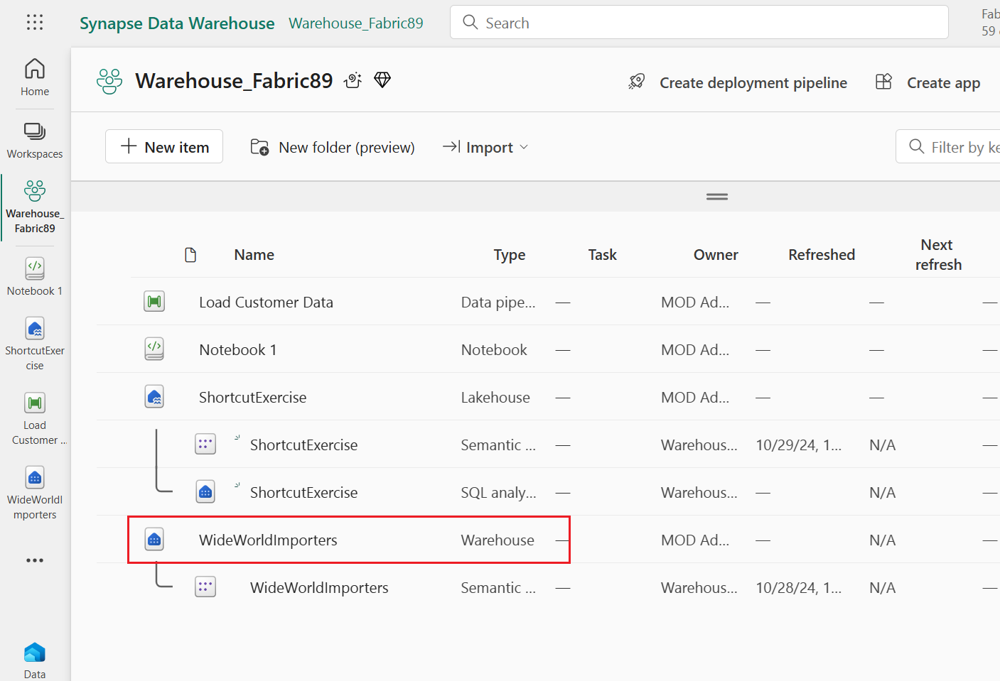 Synapse Data Warehouse Warehouse_Fabric89 Search Fab
59
Home
Workspaces
Warehouse_
Fabric89
Notebook 1
ShortcutExer
cise
Load
Customer ...
WideWorldI
mporters
Data
Warehouse_Fabric89 Create deployment pipeline Create app
New item New folder (preview) Import Filter by ke
Name Type Task Owner Refreshed Next
refresh
Load Customer Data Data pipe... — MOD Ad... — — —
Notebook 1 Notebook — MOD Ad... — — —
ShortcutExercise Lakehouse — MOD Ad... — — —
ShortcutExercise Semantic ... — Warehous... 10/29/24, 1... N/A —
ShortcutExercise SQL analy... — Warehous... — N/A —
WideWorldImporters Warehouse — MOD Ad... — N/A —
WideWorldImporters Semantic ... — Warehous... 10/28/24, 1... N/A —